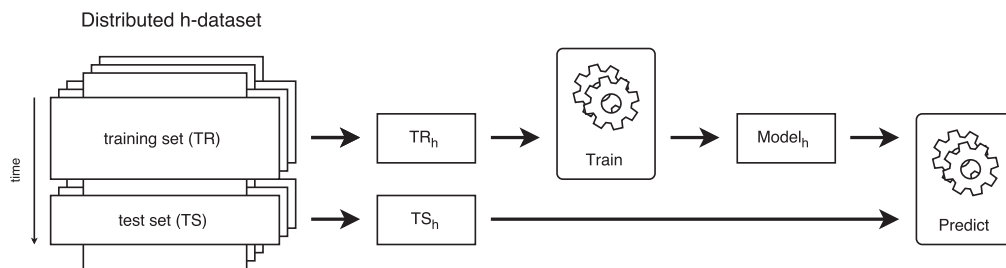 Distributed h-dataset
time
training set (TR)
test set (TS)
TRh
TSh
Train
Modelh
Predict